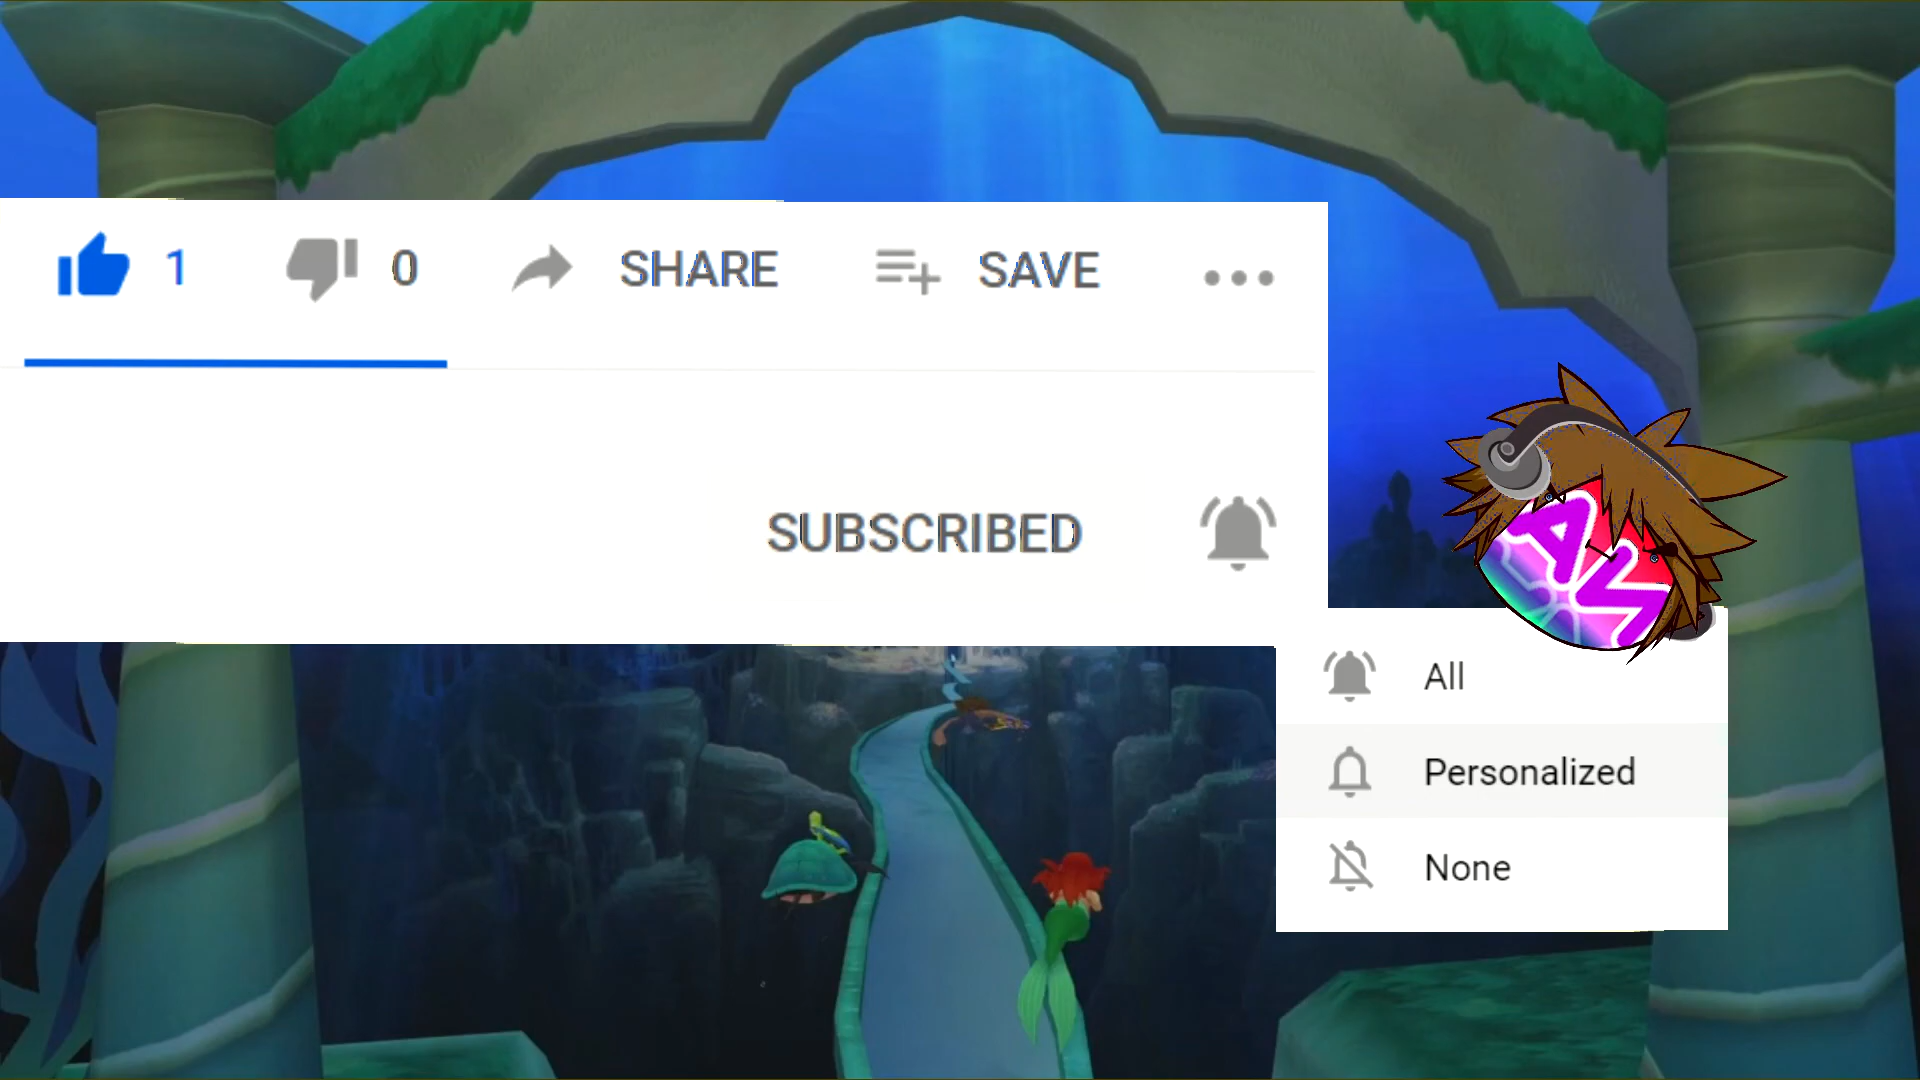 1 0 SHARE SAVE
SUBSCRIBED
All
Personalized
None